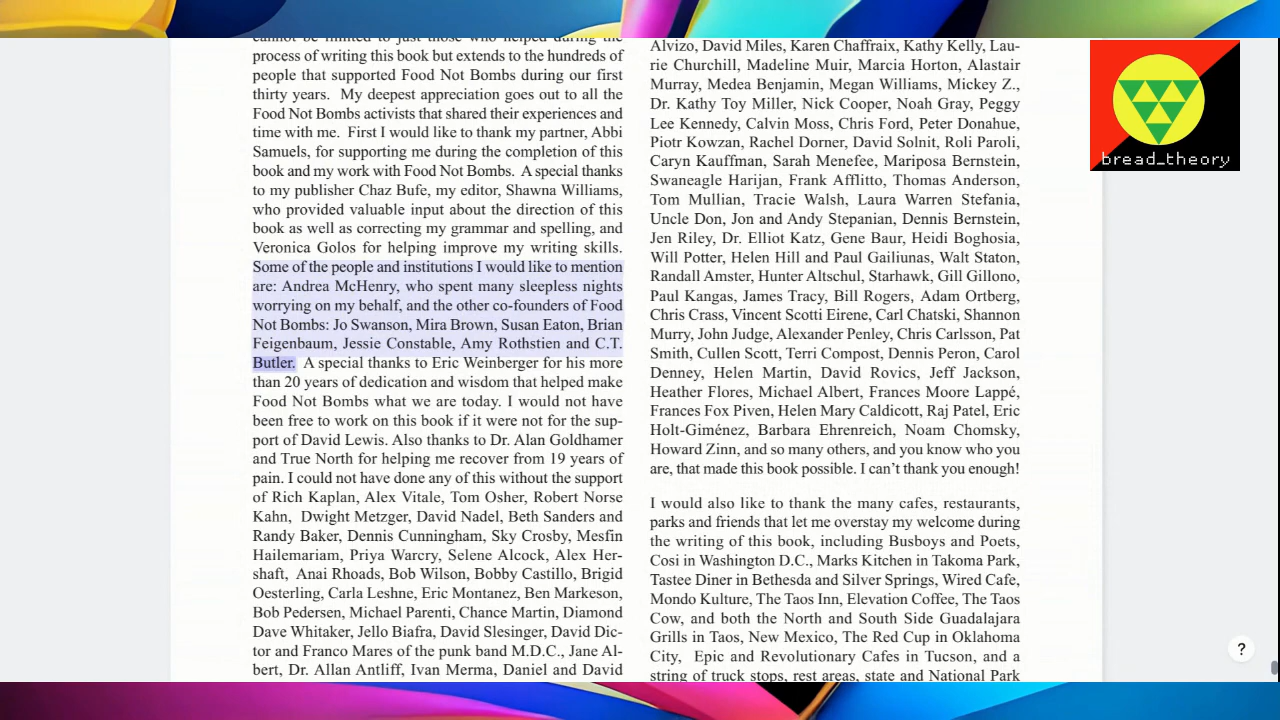 cannot be limited to just those who helped during the
process of writing this book but extends to the hundreds of
people that supported Food Not Bombs during our first
thirty years. My deepest appreciation goes out to all the
Food Not Bombs activists that shared their experiences and
time with me. First I would like to thank my partner, Abbi
Samuels, for supporting me during the completion of this
book and my work with Food Not Bombs. A special thanks
to my publisher Chaz Bufe, my editor, Shawna Williams,
who provided valuable input about the direction of this
book as well as correcting my grammar and spelling, and
Veronica Golos for helping improve my writing skills.
Some of the people and institutions I would like to mention
are: Andrea McHenry, who spent many sleepless nights
worrying on my behalf, and the other co-founders of Food
Not Bombs: Jo Swanson, Mira Brown, Susan Eaton, Brian
Feigenbaum, Jessie Constable, Amy Rothstien and C.T.
Butler. A special thanks to Eric Weinberger for his more
than 20 years of dedication and wisdom that helped make
Food Not Bombs what we are today. I would not have
been free to work on this book if it were not for the sup-
port of David Lewis. Also thanks to Dr. Alan Goldhamer
and True North for helping me recover from 19 years of
pain. I could not have done any of this without the support
of Rich Kaplan, Alex Vitale, Tom Osher, Robert Norse
Kahn, Dwight Metzger, David Nadel, Beth Sanders and
Randy Baker, Dennis Cunningham, Sky Crosby, Mesfin
Hailemariam, Priya Warcry, Selene Alcock, Alex Her-
shaft, Anai Rhoads, Bob Wilson, Bobby Castillo, Brigid
Oesterling, Carla Leshne, Eric Montanez, Ben Markeson,
Bob Pedersen, Michael Parenti, Chance Martin, Diamond
Dave Whitaker, Jello Biafra, David Slesinger, David Dic-
tor and Franco Mares of the punk band M.D.C., Jane Al-
bert, Dr. Allan Antliff, Ivan Merma, Daniel and David
Alvizo, David Miles, Karen Chaffraix, Kathy Kelly, Lau-
rie Churchill, Madeline Muir, Marcia Horton, Alastair
Murray, Medea Benjamin, Megan Williams, Mickey Z.,
Dr. Kathy Toy Miller, Nick Cooper, Noah Gray, Peggy
Lee Kennedy, Calvin Moss, Chris Ford, Peter Donahue,
Piotr Kowzan, Rachel Dorner, David Solnit, Roli Paroli,
Caryn Kauffman, Sarah Menefee, Mariposa Bernstein,
Swaneagle Harijan, Frank Afflitto, Thomas Anderson,
Tom Mullian, Tracie Walsh, Laura Warren Stefania,
Uncle Don, Jon and Andy Stepanian, Dennis Bernstein,
Jen Riley, Dr. Elliot Katz, Gene Baur, Heidi Boghosia,
Will Potter, Helen Hill and Paul Gailiunas, Walt Staton,
Randall Amster, Hunter Altschul, Starhawk, Gill Gillono,
Paul Kangas, James Tracy, Bill Rogers, Adam Ortberg,
Chris Crass, Vincent Scotti Eirene, Carl Chatski, Shannon
Murry, John Judge, Alexander Penley, Chris Carlsson, Pat
Smith, Cullen Scott, Terri Compost, Dennis Peron, Carol
Denney, Helen Martin, David Rovics, Jeff Jackson,
Heather Flores, Michael Albert, Frances Moore Lappé,
Frances Fox Piven, Helen Mary Caldicott, Raj Patel, Eric
Holt-Giménez, Barbara Ehrenreich, Noam Chomsky,
Howard Zinn, and so many others, and you know who you
are, that made this book possible. I can't thank you enough!
I would also like to thank the many cafes, restaurants,
parks and friends that let me overstay my welcome during
the writing of this book, including Busboys and Poets,
Cosi in Washington D.C., Marks Kitchen in Takoma Park,
Tastee Diner in Bethesda and Silver Springs, Wired Cafe,
Mondo Kulture, The Taos Inn, Elevation Coffee, The Taos
Cow, and both the North and South Side Guadalajara
Grills in Taos, New Mexico, The Red Cup in Oklahoma
City, Epic and Revolutionary Cafes in Tucson, and a
string of truck stops, rest areas, state and National Park
bread_theory
?